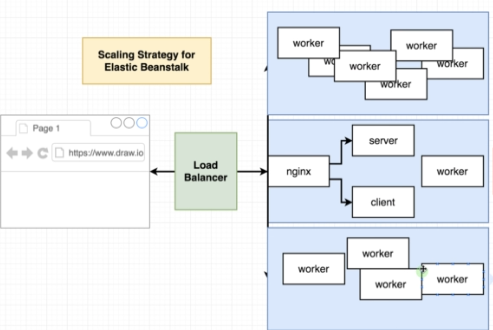 Scaling Strategy for
Elastic Beanstalk
Page 1
https://www.draw.io
Load
Balancer
worker
worker
worker
worker
worker
nginx
server
client
worker
worker
worker
worker
worker